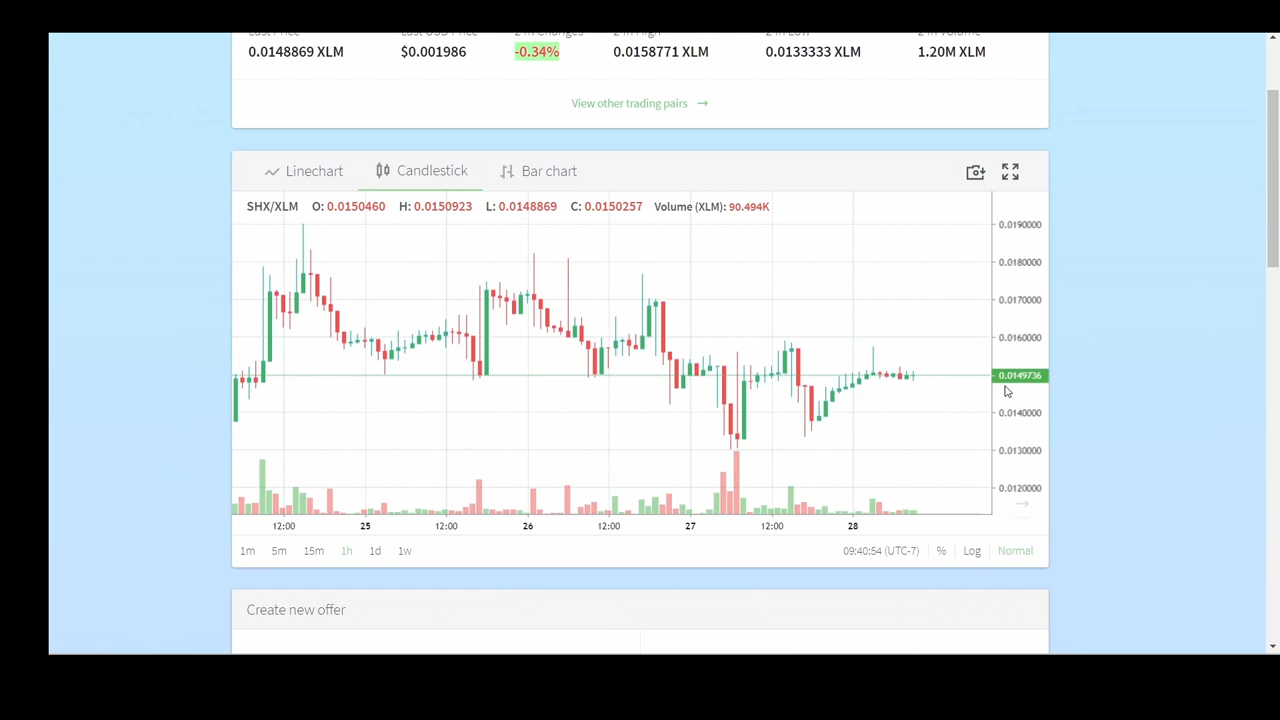 0.0148869 XLM $0.001986 -0.34% 0.0158771 XLM 0.0133333 XLM 1.20M XLM
View other trading pairs →
Linechart Candlestick Bar chart
SHX/XLM O: 0.0150460 H: 0.0150923 L: 0.0148869 C: 0.0150257 Volume (XLM): 90.494K
0.0190000
0.0180000
0.0170000
0.0160000
0.0149736
0.0140000
0.0130000
0.0120000
12:00 25 12:00 26 12:00 27 12:00 28
1m 5m 15m 1h 1d 1w 09:40:54 (UTC-7) % Log Normal
Create new offer